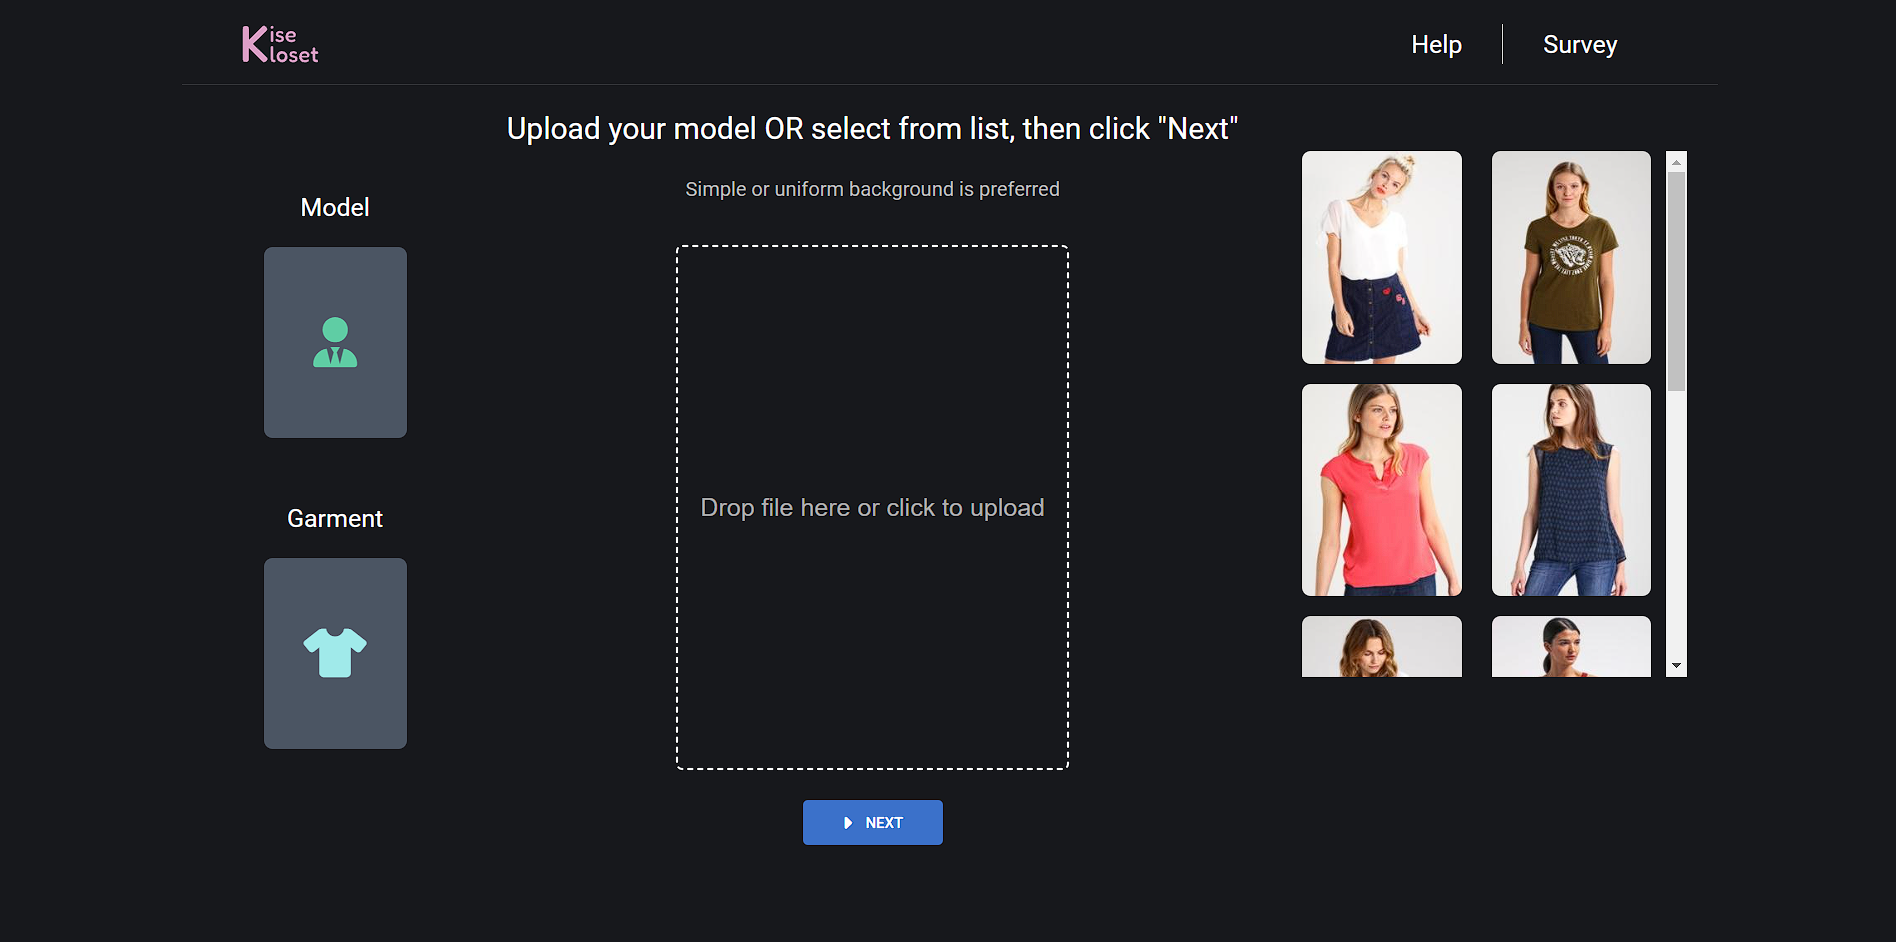 Kise
Kloset
Help
Survey
Upload your model OR select from list, then click "Next"
Simple or uniform background is preferred
Model
Drop file here or click to upload
Garment
NEXT